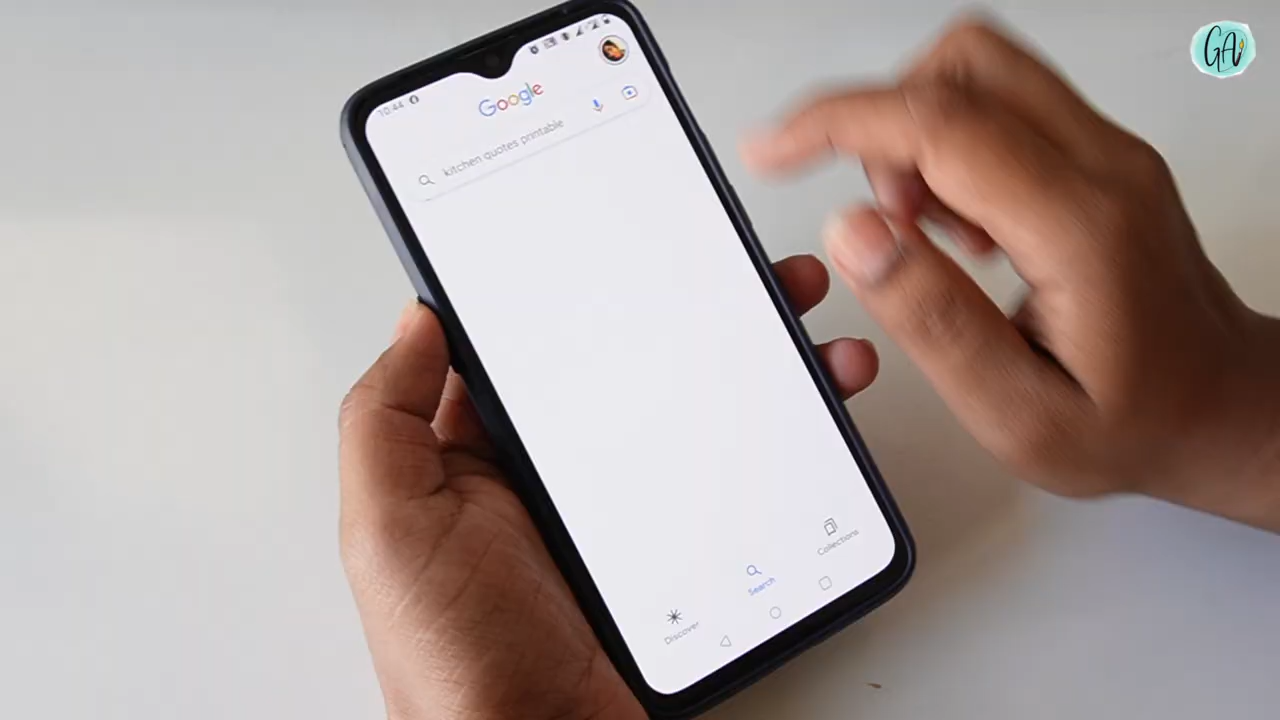 GA
10:44
Google
kitchen quotes printable
Collections
Search
Discover